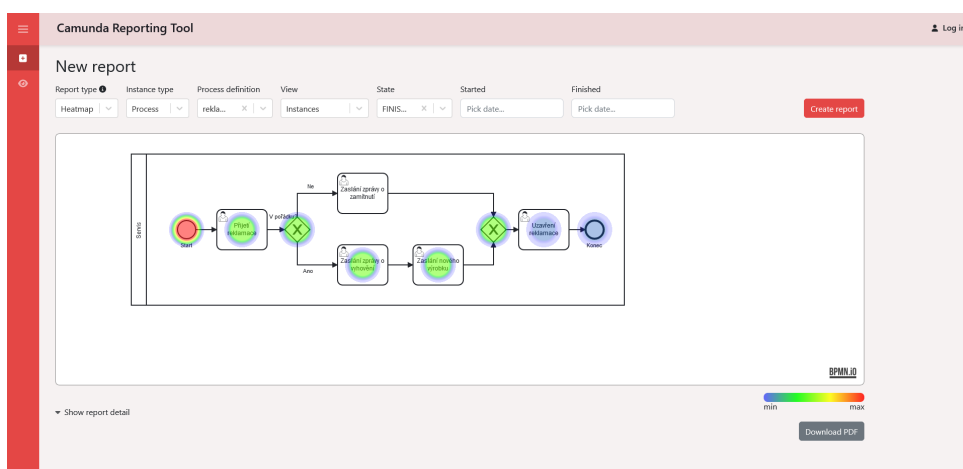 Camunda Reporting Tool
Log in
New report
Report type Instance type Process definition View State Started Finished
Heatmap Process rekla... Instances FINIS... Pick date... Pick date... Create report
Servis
Start
Přijetí
reklamace
V pořádku?
Ne
Zaslání zprávy o
zamítnutí
Ano
Zaslání zprávy o
vyhovění
Zaslání nového
výrobku
Uzavření
reklamace
Konec
BPMN.iO
Show report detail
min max
Download PDF